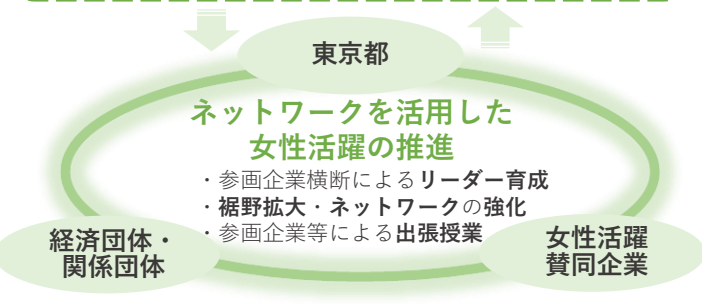 東京都
ネットワークを活用した
女性活躍の推進
・参画企業横断によるリーダー育成
・裾野拡大・ネットワークの強化
・参画企業等による出張授業
経済団体・
関係団体
女性活躍
賛同企業